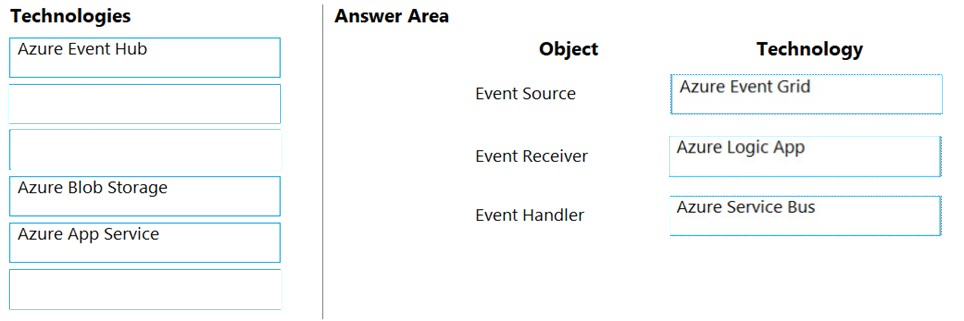 Technologies
Azure Event Hub
Azure Blob Storage
Azure App Service
Answer Area
Object Technology
Event Source Azure Event Grid
Event Receiver Azure Logic App
Event Handler Azure Service Bus